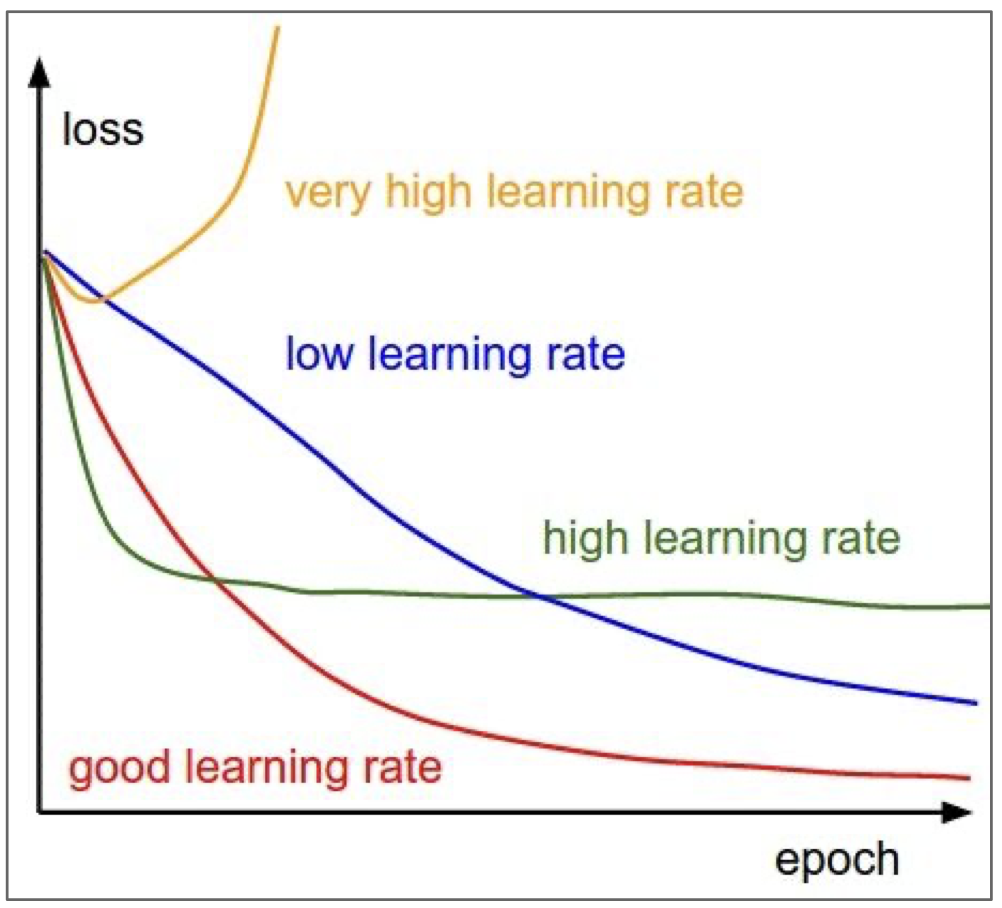 loss
very high learning rate
low learning rate
high learning rate
good learning rate
epoch